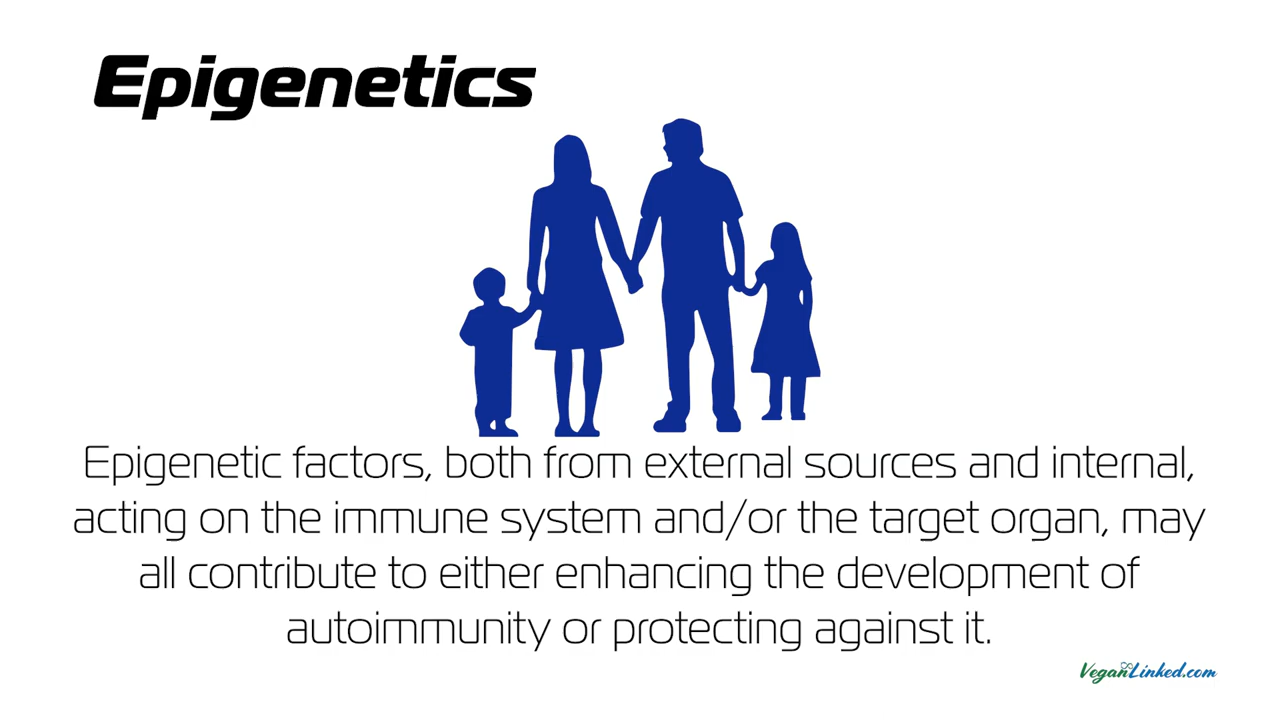 Epigenetics
Epigenetic factors, both from external sources and internal,
acting on the immune system and/or the target organ, may
all contribute to either enhancing the development of
autoimmunity or protecting against it.
VeganLinked.com